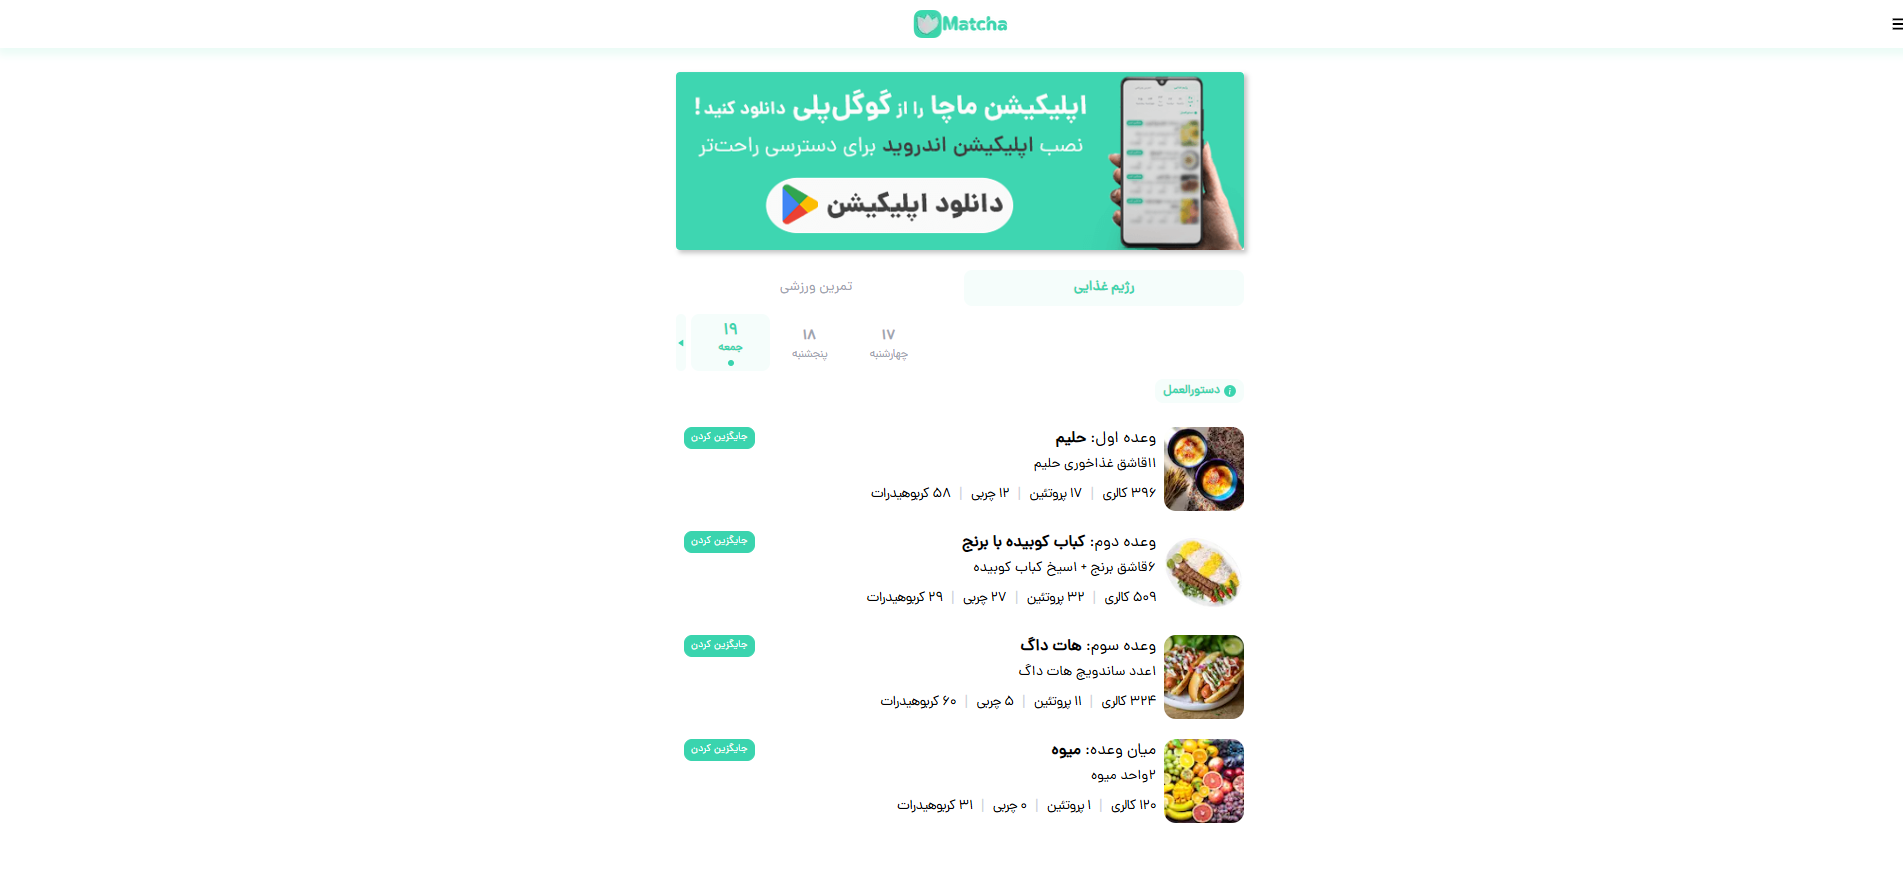 Matcha
اپلیکیشن ماچا را از گوگل‌پلی دانلود کنید!
نصب اپلیکیشن اندروید برای دسترسی راحت‌تر
دانلود اپلیکیشن
رژیم غذایی
تمرین ورزشی
۱۷
چهارشنبه
۱۸
پنجشنبه
۱۹
جمعه
دستورالعمل
وعده اول: حلیم
جایگزین کردن
۱۱قاشق غذاخوری حلیم
۳۹۶ کالری | ۱۷ پروتئین | ۱۲ چربی | ۵۸ کربوهیدرات
وعده دوم: کباب کوبیده با برنج
جایگزین کردن
۶قاشق برنج + ۱سیخ کباب کوبیده
۵۰۹ کالری | ۳۲ پروتئین | ۲۷ چربی | ۲۹ کربوهیدرات
وعده سوم: هات داگ
جایگزین کردن
۱عدد ساندویچ هات داگ
۳۲۴ کالری | ۱۱ پروتئین | ۵ چربی | ۶۰ کربوهیدرات
میان وعده: میوه
جایگزین کردن
۲واحد میوه
۱۲۰ کالری | ۱ پروتئین | ۰ چربی | ۳۱ کربوهیدرات